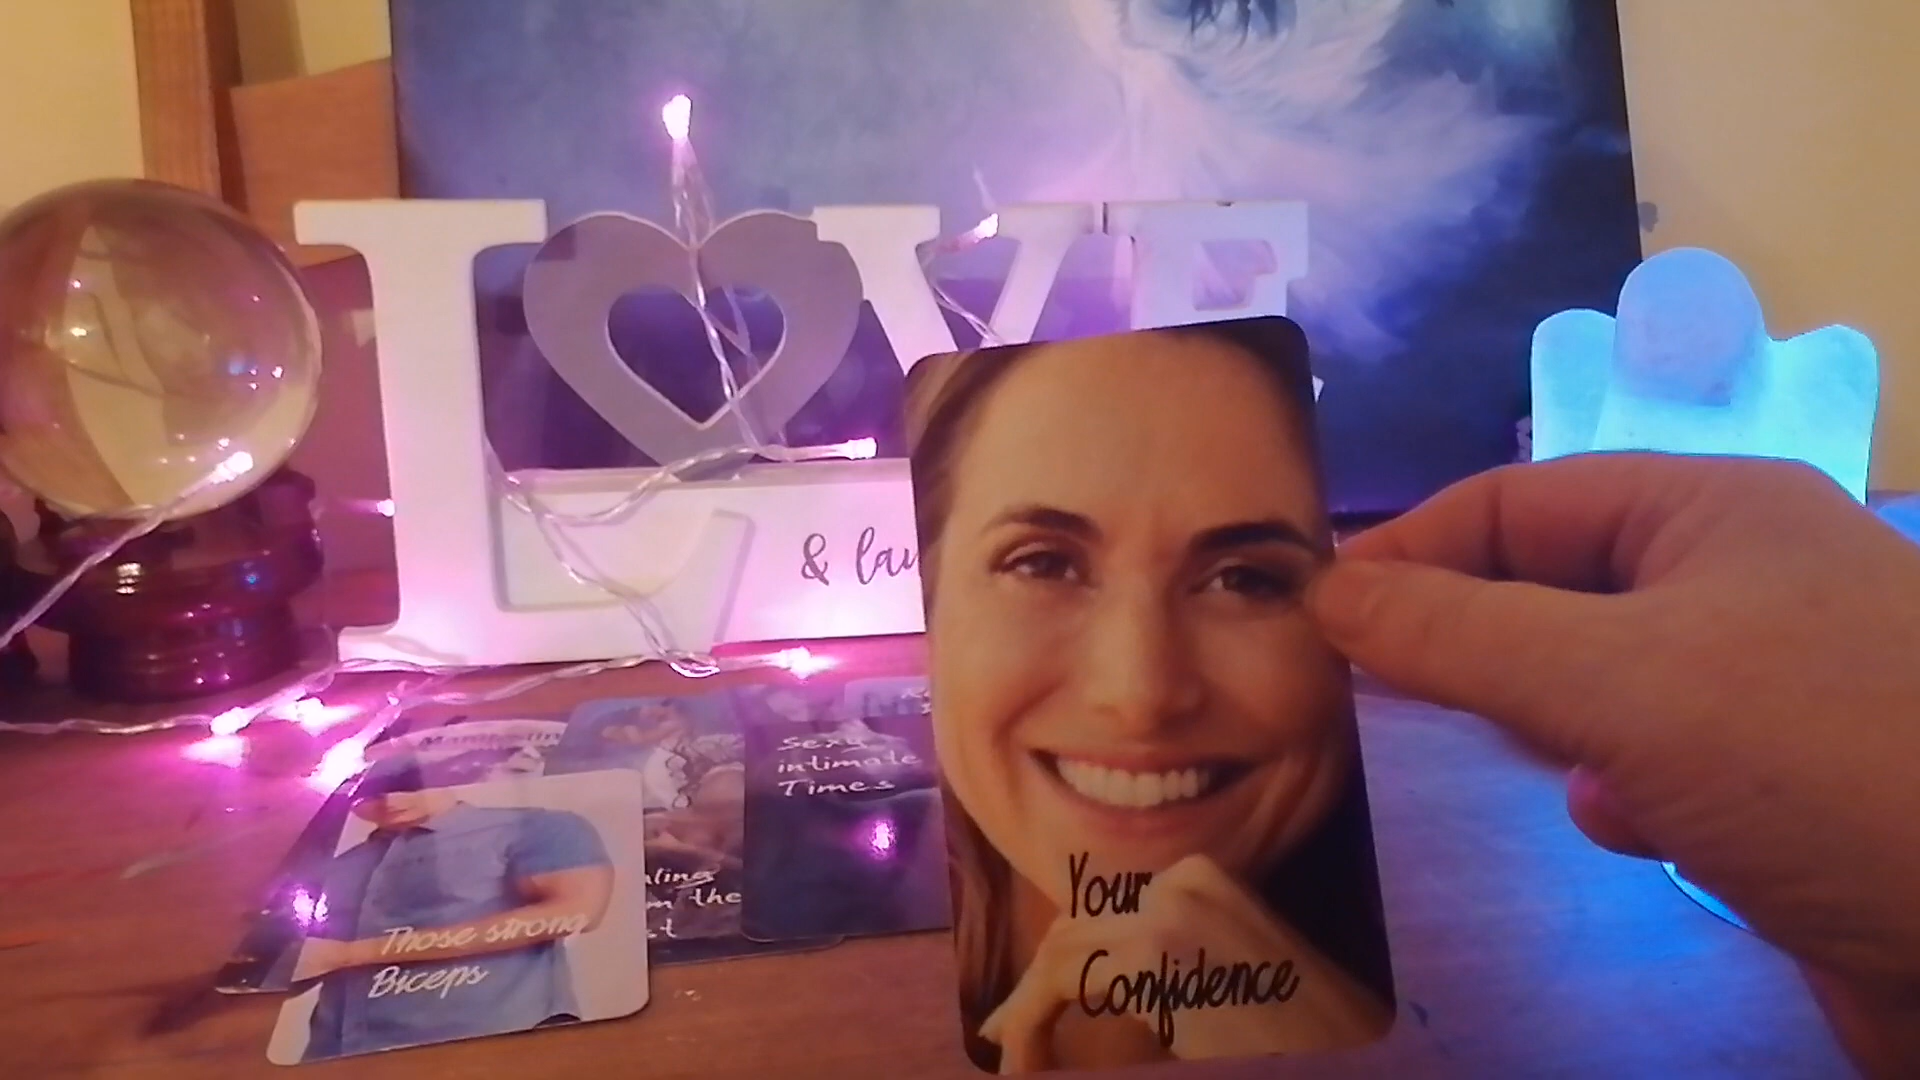 LOVE
& lau
Sexy
intimate
Times
Those strong
Biceps
Your
Confidence